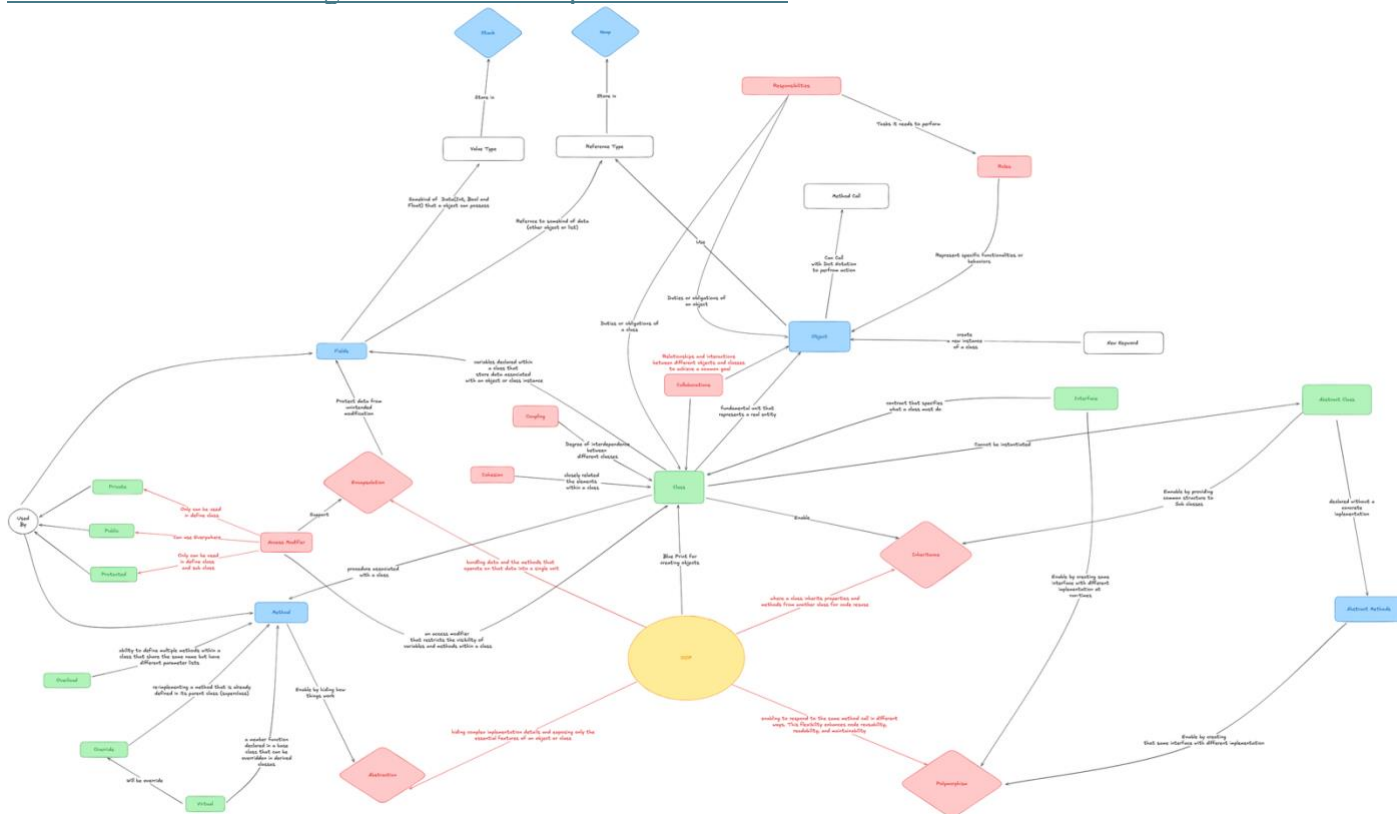 Stack
Heap
Store in
Store in
Responsibilities
Tasks it needs to perform
Value Type
Reference Type
Roles
Method Call
Somekind of Data(Int, Bool and
Float) that a object can possess
Refernce to somekind of data
(other object or list)
Use
Can Call
with Dot Notation
to perform action
Represent specific functionalities or
behaviors
Duties or obligations of
an object
Duties or obligations of
a class
Fields
Object
create
new instance
of a class
New Keyword
variables declared within
a class that
store data associated
with an object or class instance
Relationships and interactions
between different objects and classes
to achieve a common goal
Collaborations
Protect data from
unintended
modification
Coupling
fundamental unit that
represents a real entity
contract that specifies
what a class must do
Interface
Abstract Class
Degree of interdependence
between
different classes
Cannot be instantiated
Cohesion
closely related
the elements
within a class
Class
Encapsulation
Private
Only can be used
in define class
Support
Enable by providing
common structure to
Sub classes
declared without a
concrete
implementation
Used
By
Public
Can use Everywhere
Access Modifier
Enable
Inheritance
Only can be used
in define class
and sub class
Protected
procedure associated
with a class
bundling data and the methods that
operate on that data into a single unit
Blue Print for
creating objects
Enable by creating same
interface with different
implementation at
run-times
where a class inherits properties and
methods from another class for code reuse
Method
Abstract Methods
an access modifier
that restricts the visibility of
variables and methods within a class
OOP
ability to define multiple methods within a
class that share the same name but have
different parameter lists
Overload
re-implementing a method that is already
defined in its parent class (superclass)
Enable by hiding how
things work
hiding complex implementation details and exposing only the
essential features of an object or class
enabling to respond to the same method call in different
ways. This flexibility enhances code reusability,
readability, and maintainability
Enable by creating
that same interface with different implementation
Override
a member function
declared in a base
class that can be
overridden in derived
classes
Will be override
Virtual
Abstraction
Polymorphism